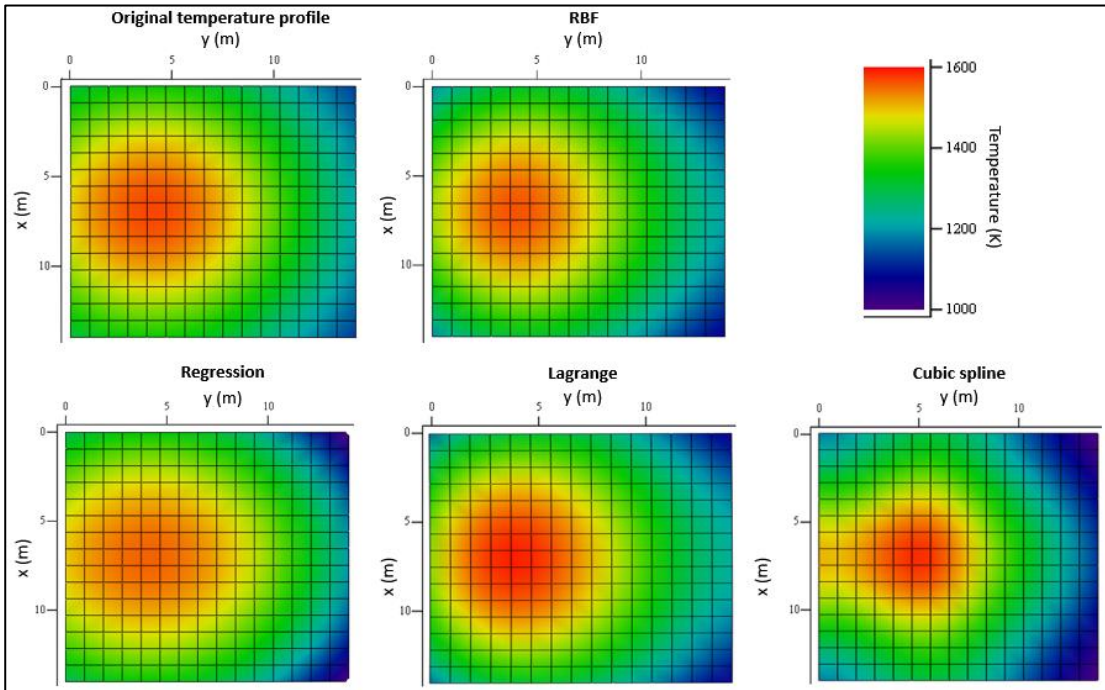 Original temperature profile
y (m)
0 5 10
0
5
10
x (m)
RBF
y (m)
0 5 10
0
5
10
x (m)
1600
1400
1200
1000
Temperature (K)
Regression
y (m)
0 5 10
0
5
10
x (m)
Lagrange
y (m)
0 5 10
0
5
10
x (m)
Cubic spline
y (m)
0 5 10
0
5
10
x (m)